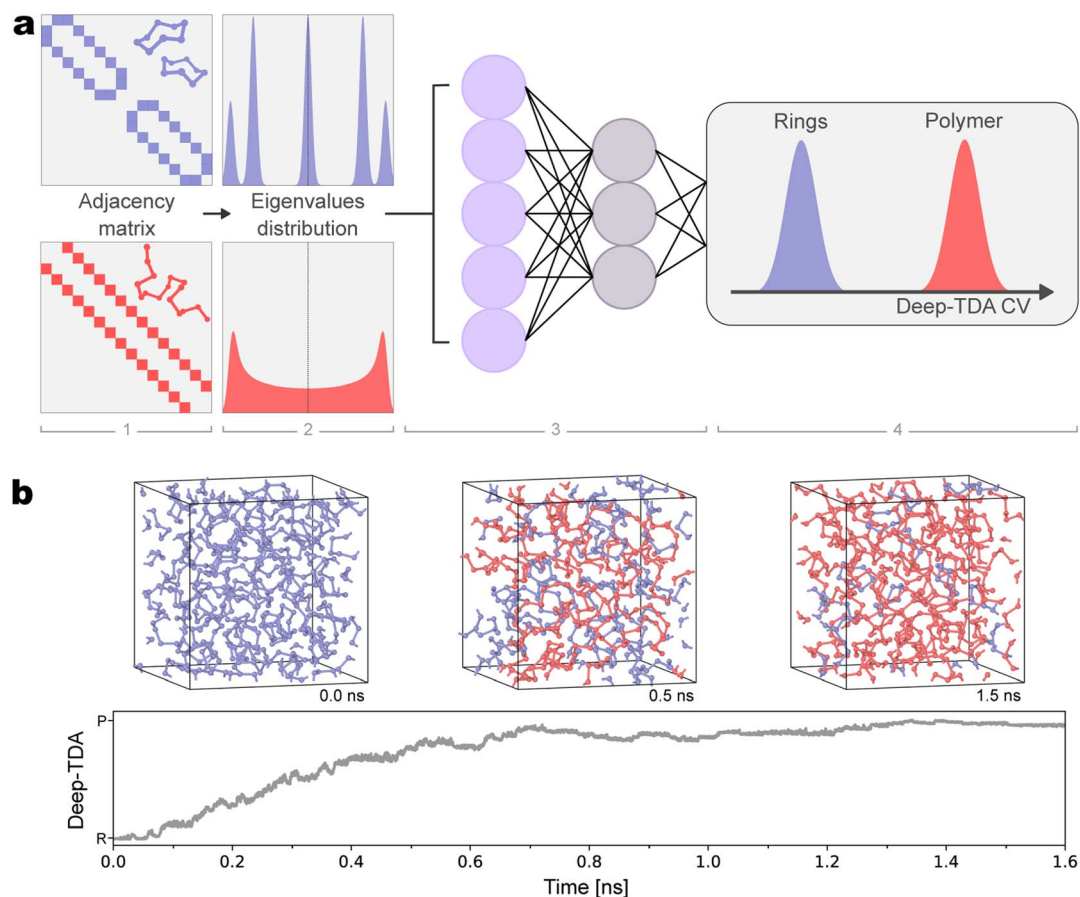 a
Adjacency
matrix
Eigenvalues
distribution
Rings
Polymer
Deep-TDA CV
1
2
3
4
b
0.0 ns
0.5 ns
1.5 ns
Deep-TDA
P
R
0.0 0.2 0.4 0.6 0.8 1.0 1.2 1.4 1.6
Time [ns]